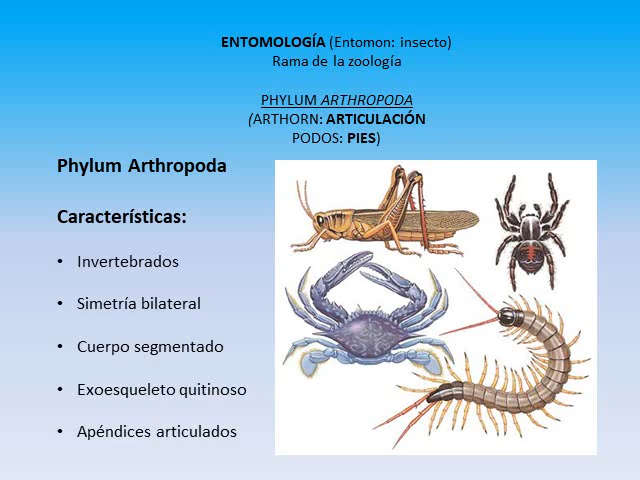 ENTOMOLOGÍA (Entomon: insecto)
Rama de la zoología
PHYLUM ARTHROPODA
(ARTHORN: ARTICULACIÓN
PODOS: PIES)
Phylum Arthropoda
Características:
• Invertebrados
• Simetría bilateral
• Cuerpo segmentado
• Exoesqueleto quitinoso
• Apéndices articulados